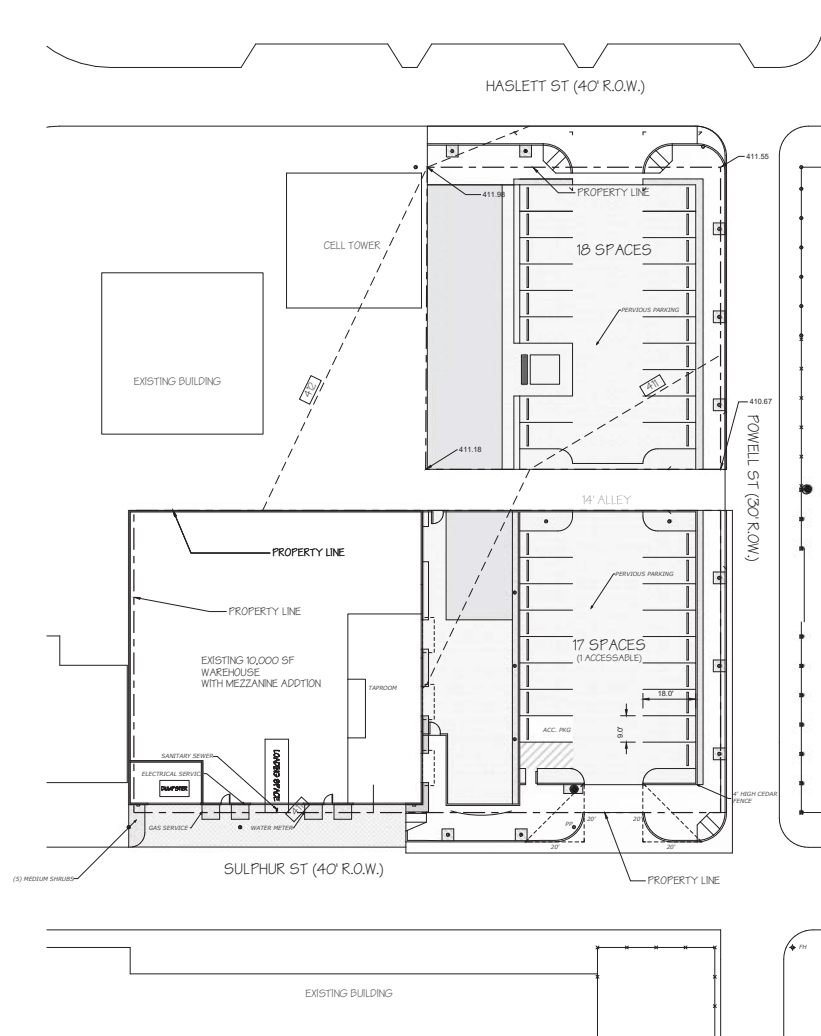 HASLETT ST (40' R.O.W.)
411.55
411.98
PROPERTY LINE
CELL TOWER
18 SPACES
PERVIOUS PARKING
EXISTING BUILDING
412
411
410.67
POWELL ST (30' R.O.W.)
411.18
14' ALLEY
PROPERTY LINE
PERVIOUS PARKING
PROPERTY LINE
17 SPACES
(1 ACCESSABLE)
EXISTING 10,000 SF
WAREHOUSE
WITH MEZZANINE ADDTION
TAPROOM
18.0'
9.0'
ACC. PKG
SANITARY SEWER
LOADING SPACE
ELECTRICAL SERVICE
DUMPSTER
4' HIGH CEDAR
FENCE
GAS SERVICE
WATER METER
PP
20'
20'
20'
20'
SULPHUR ST (40' R.O.W.)
(5) MEDIUM SHRUBS
PROPERTY LINE
FH
EXISTING BUILDING